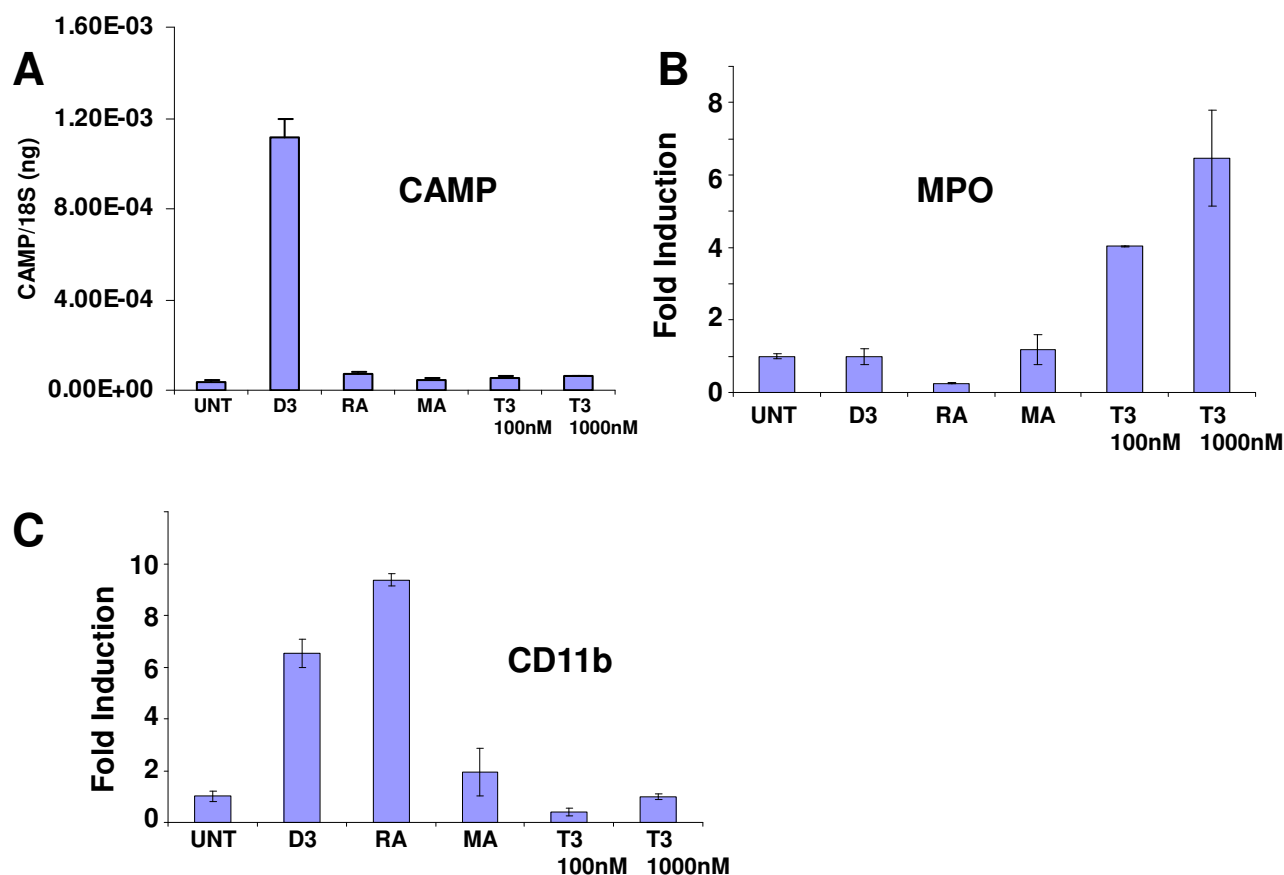 A
CAMP/18S (ng)
1.60E-03
1.20E-03
8.00E-04
4.00E-04
0.00E+00
CAMP
UNT D3 RA MA T3 T3
100nM 1000nM
B
Fold Induction
8
6
4
2
0
MPO
UNT D3 RA MA T3 T3
100nM 1000nM
C
Fold Induction
10
8
6
4
2
0
CD11b
UNT D3 RA MA T3 T3
100nM 1000nM